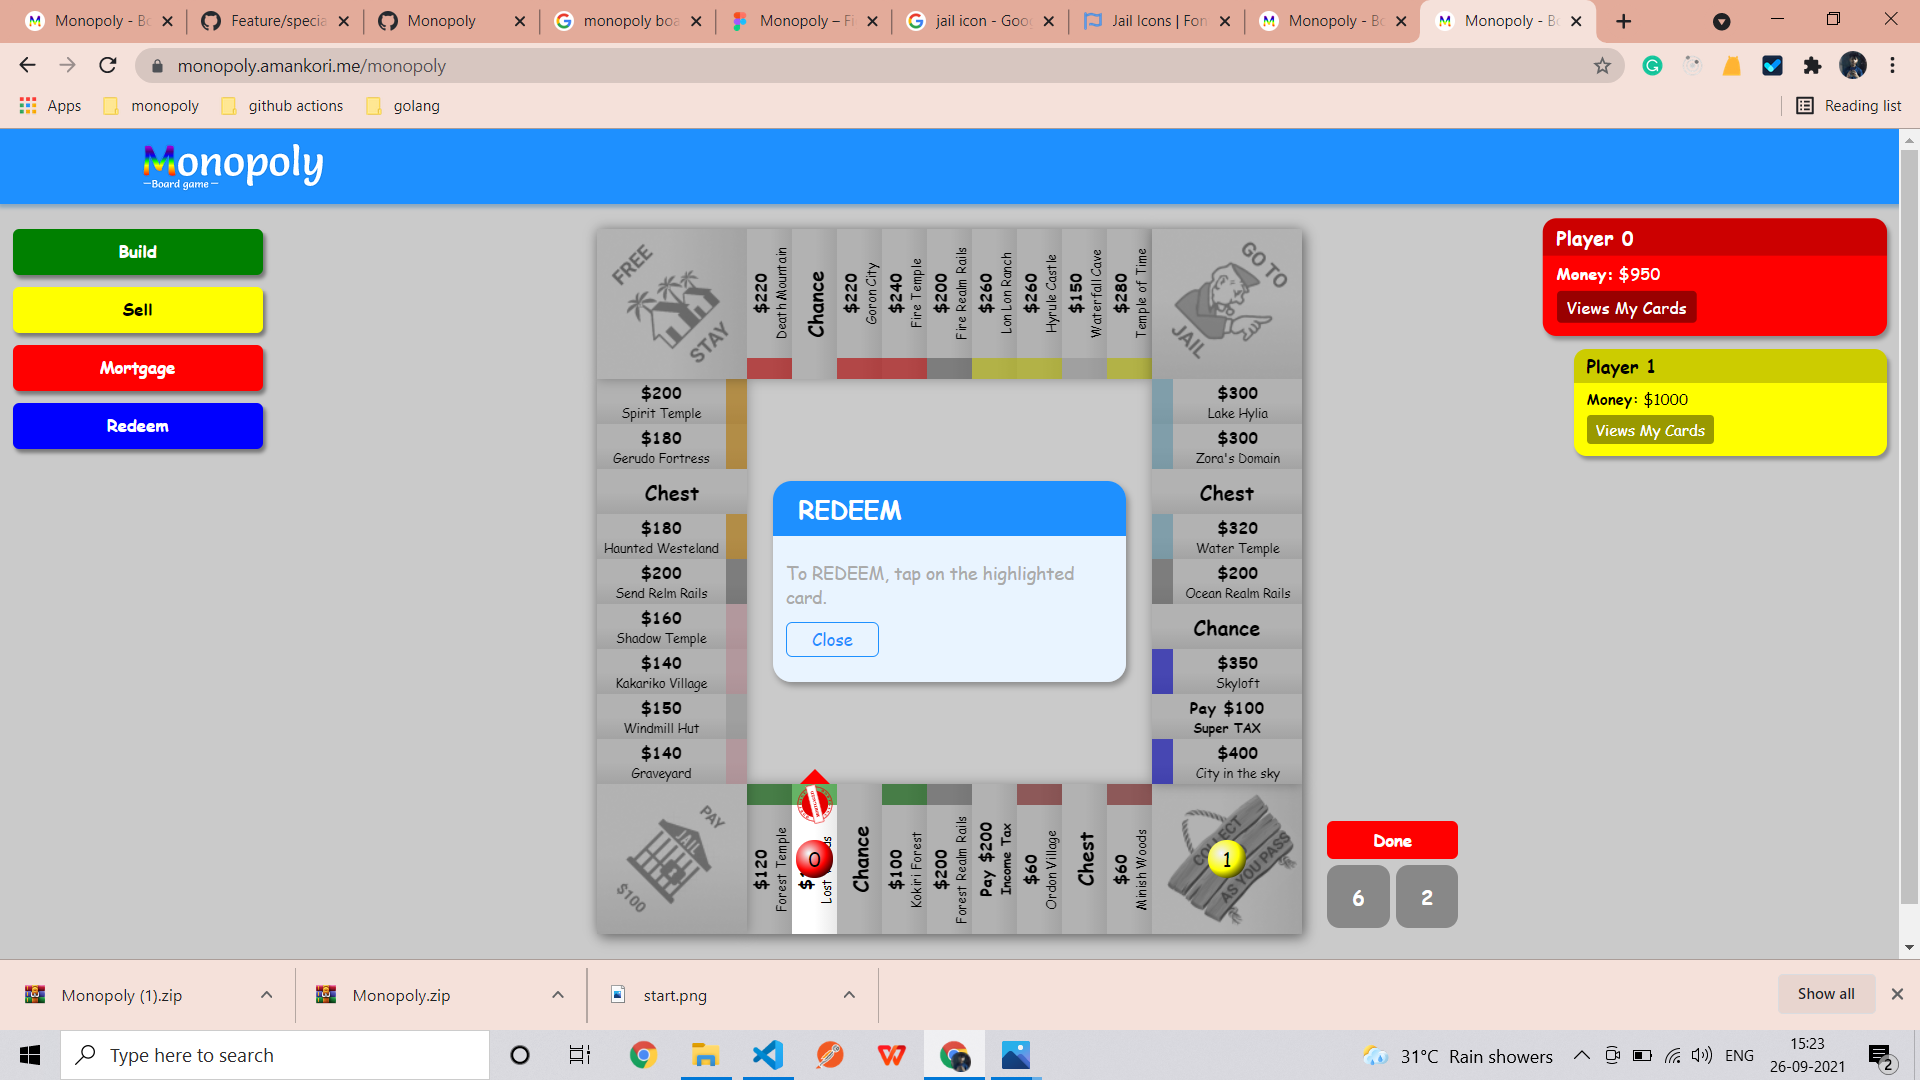 Monopoly - Bo
Feature/specia
Monopoly
monopoly boa
Monopoly – Fi
jail icon - Goo
Jail Icons | Fon
Monopoly - Bo
Monopoly - Bo
monopoly.amankori.me/monopoly
Apps
monopoly
github actions
golang
Reading list
Monopoly
Board game
Build
Sell
Mortgage
Redeem
FREE
STAY
$220
Death Mountain
Chance
$220
Goron City
$240
Fire Temple
$200
Fire Realm Rails
$260
Lon Lon Ranch
$260
Hyrule Castle
$150
Waterfall Cave
$280
Temple of Time
GO TO
JAIL
$200
Spirit Temple
$180
Gerudo Fortress
Chest
$180
Haunted Westeland
$200
Send Relm Rails
$160
Shadow Temple
$140
Kakariko Village
$150
Windmill Hut
$140
Graveyard
$300
Lake Hylia
$300
Zora's Domain
Chest
$320
Water Temple
$200
Ocean Realm Rails
Chance
$350
Skyloft
Pay $100
Super TAX
$400
City in the sky
REDEEM
To REDEEM, tap on the highlighted
card.
Close
PAY
JAIL
$100
$120
Forest Temple
0
Lost
Chance
$100
Kokiri Forest
$200
Forest Realm Rails
Pay $200
Income Tax
$60
Ordon Village
Chest
$60
Minish Woods
COLLECT
AS YOU PASS
1
Player 0
Money: $950
Views My Cards
Player 1
Money: $1000
Views My Cards
Done
6
2
Monopoly (1).zip
Monopoly.zip
start.png
Show all
Type here to search
31°C Rain showers
ENG
15:23
26-09-2021
2